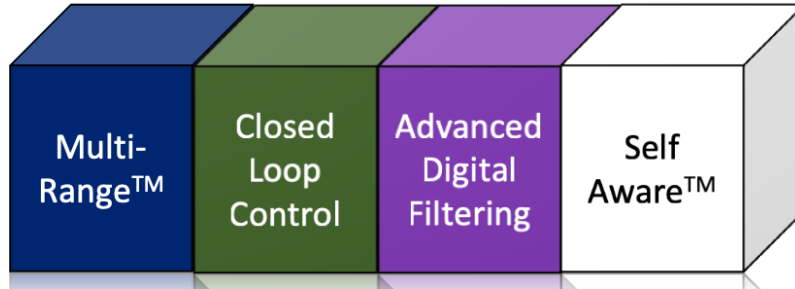 Multi-
Range™
Closed
Loop
Control
Advanced
Digital
Filtering
Self
Aware™